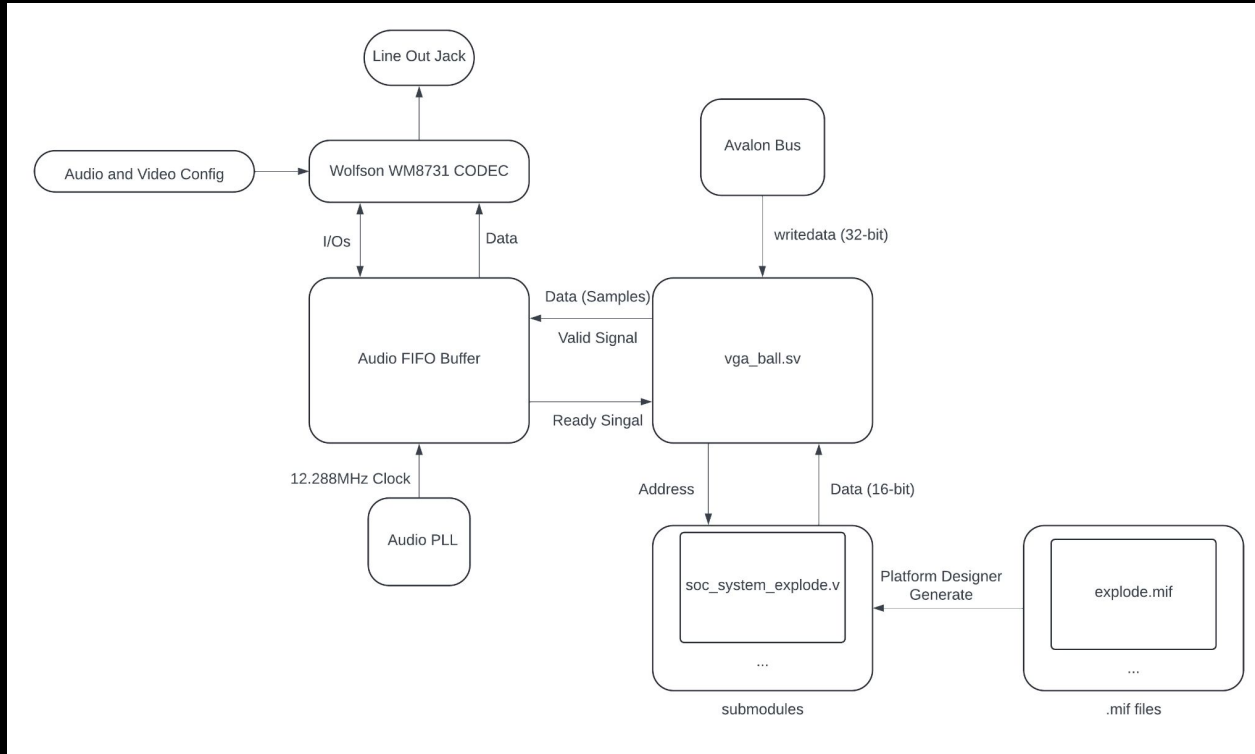 Line Out Jack
Audio and Video Config
Wolfson WM8731 CODEC
Avalon Bus
I/Os
Data
writedata (32-bit)
Data (Samples)
Valid Signal
Audio FIFO Buffer
vga_ball.sv
Ready Singal
12.288MHz Clock
Audio PLL
Address
Data (16-bit)
soc_system_explode.v
...
submodules
Platform Designer
Generate
explode.mif
...
.mif files